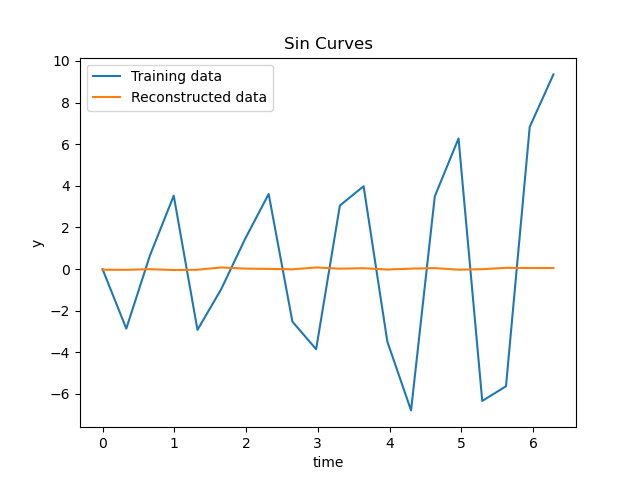 Sin Curves
Training data
Reconstructed data
10
8
6
4
2
0
−2
−4
−6
y
0 1 2 3 4 5 6
time